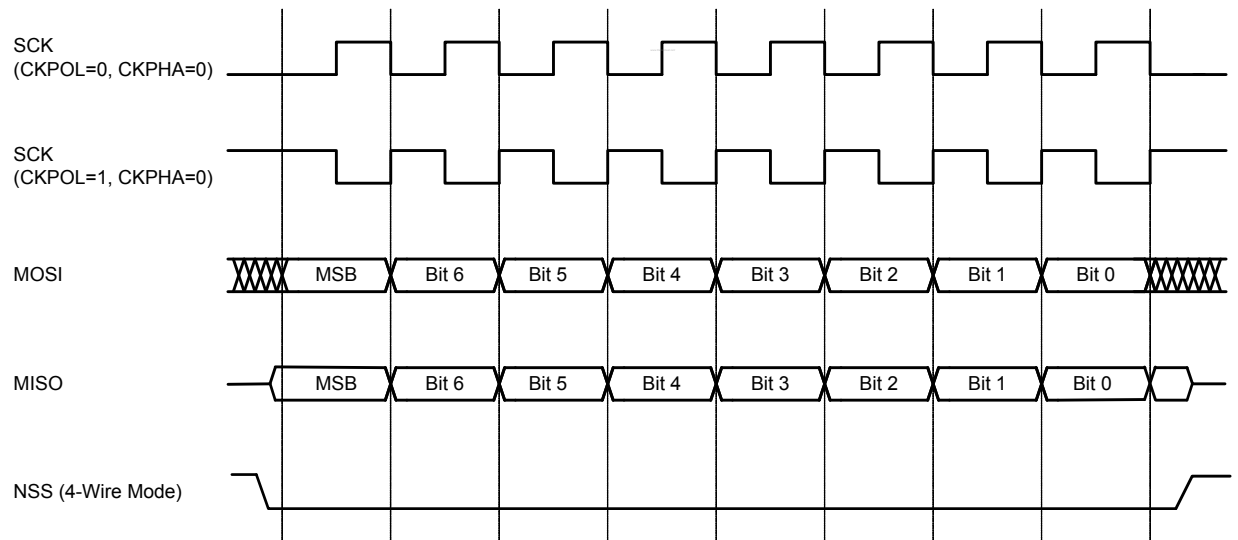 SCK
(CKPOL=0, CKPHA=0)
SCK
(CKPOL=1, CKPHA=0)
MOSI MSB Bit 6 Bit 5 Bit 4 Bit 3 Bit 2 Bit 1 Bit 0
MISO MSB Bit 6 Bit 5 Bit 4 Bit 3 Bit 2 Bit 1 Bit 0
NSS (4-Wire Mode)